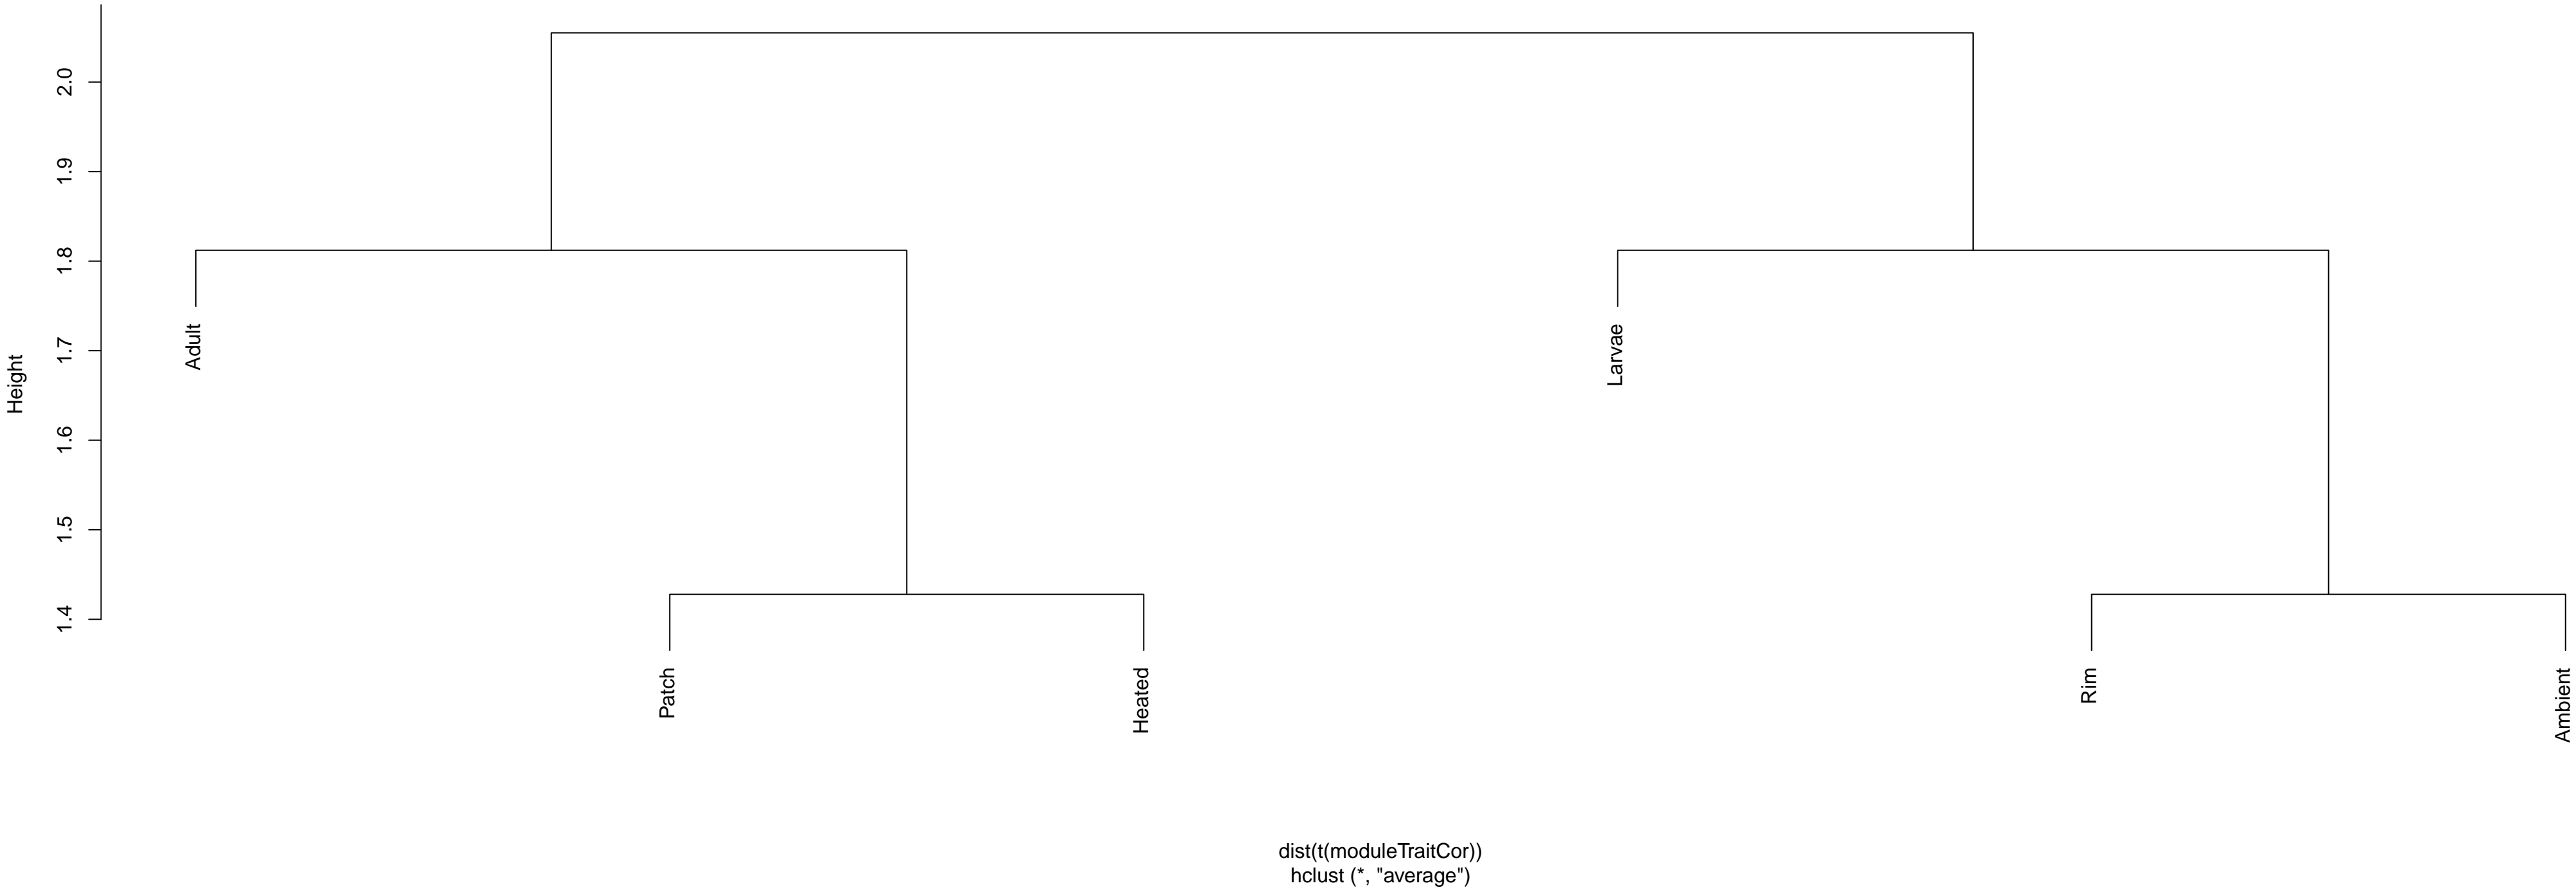 Height
2.0
1.9
1.8
1.7
1.6
1.5
1.4
Adult
Larvae
Patch
Heated
Rim
Ambient
dist(t(moduleTraitCor))
hclust (*, "average")